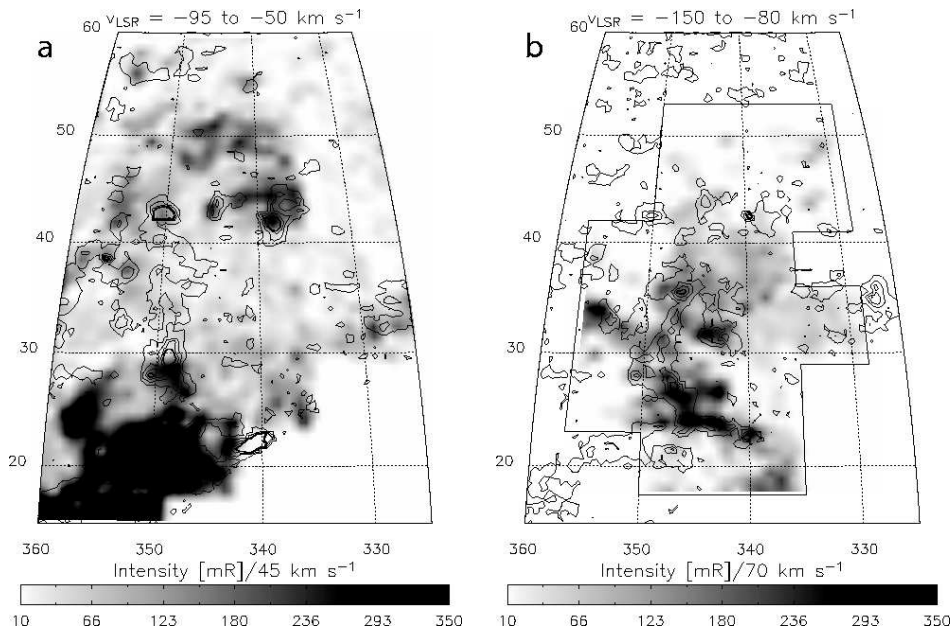 v_LSR = −95 to −50 km s⁻¹
a
60
50
40
30
20
360 350 340 330
Intensity [mR]/45 km s⁻¹
10 66 123 180 236 293 350
v_LSR = −150 to −80 km s⁻¹
b
60
50
40
30
20
360 350 340 330
Intensity [mR]/70 km s⁻¹
10 66 123 180 236 293 350